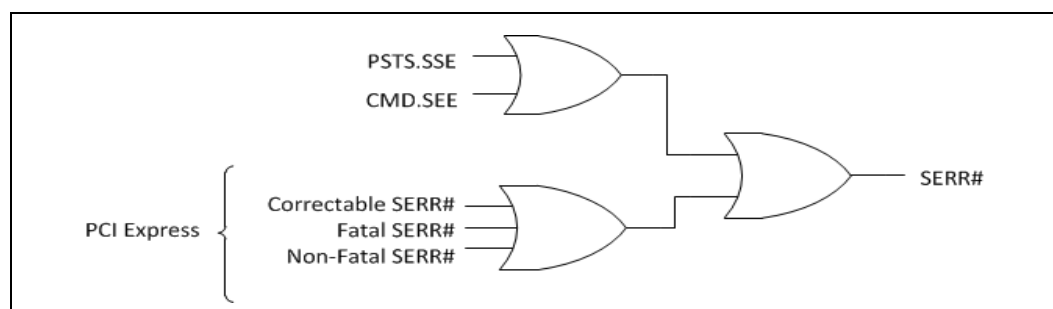 PSTS.SSE
CMD.SEE
SERR#
PCI Express
Correctable SERR#
Fatal SERR#
Non-Fatal SERR#